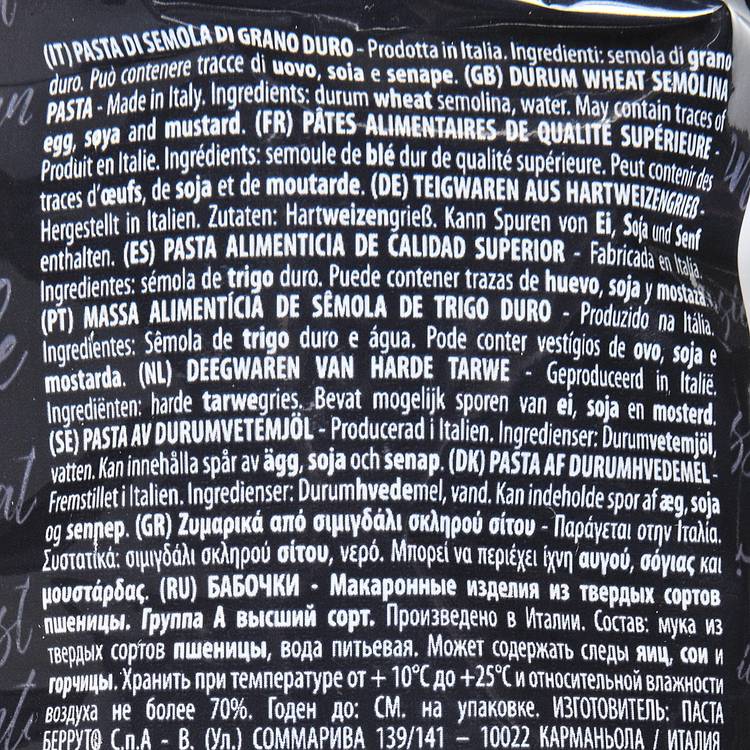 (IT) PASTA DI SEMOLA DI GRANO DURO - Prodotta in Italia. Ingredienti: semola di grano
duro. Può contenere tracce di uovo, soia e senape. (GB) DURUM WHEAT SEMOLINA
PASTA - Made in Italy. Ingredients: durum wheat semolina, water. May contain traces of
egg, soya and mustard. (FR) PÂTES ALIMENTAIRES DE QUALITÉ SUPÉRIEURE -
Produit en Italie. Ingrédients: semoule de blé dur de qualité supérieure. Peut contenir des
traces d'œufs, de soja et de moutarde. (DE) TEIGWAREN AUS HARTWEIZENGRIEß -
Hergestellt in Italien. Zutaten: Hartweizengrieß. Kann Spuren von Ei, Soja und Senf
enthalten. (ES) PASTA ALIMENTICIA DE CALIDAD SUPERIOR - Fabricada en Italia.
Ingredientes: sémola de trigo duro. Puede contener trazas de huevo, soja y mostaza.
(PT) MASSA ALIMENTÍCIA DE SÊMOLA DE TRIGO DURO - Produzido na Itália.
Ingredientes: Sêmola de trigo duro e água. Pode conter vestígios de ovo, soja e
mostarda. (NL) DEEGWAREN VAN HARDE TARWE - Geproduceerd in Italië.
Ingrediënten: harde tarwegries. Bevat mogelijk sporen van ei, soja en mosterd.
(SE) PASTA AV DURUMVETEMJÖL - Producerad i Italien. Ingredienser: Durumvetemjöl,
vatten. Kan innehålla spår av ägg, soja och senap. (DK) PASTA AF DURUMHVEDEMEL -
Fremstillet i Italien. Ingredienser: Durumhvedemel, vand. Kan indeholde spor af æg, soja
og sennep. (GR) Ζυμαρικά από σιμιγδάλι σκληρού σίτου - Παράγεται στην Ιταλία.
Συστατικά: σιμιγδάλι σκληρού σίτου, νερό. Μπορεί να περιέχει ίχνη αυγού, σόγιας και
μουστάρδας. (RU) БАБОЧКИ - Макаронные изделия из твердых сортов
пшеницы. Группа А высший сорт. Произведено в Италии. Состав: мука из
твердых сортов пшеницы, вода питьевая. Может содержать следы яиц, сои и
горчицы. Хранить при температуре от + 10°С до +25°С и относительной влажности
воздуха не более 70%. Годен до: СМ. на упаковке. ИЗГОТОВИТЕЛЬ: ПАСТА
БЕРРУТО С.п.А - В. (Ул.) СОММАРИВА 139/141 – 10022 КАРМАНЬОЛА / ИТАЛИЯ